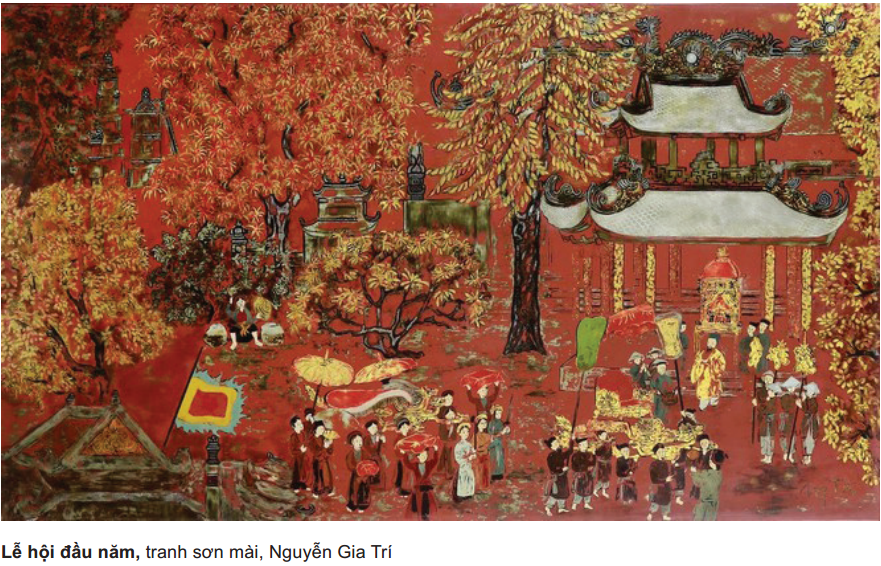 Lễ hội đầu năm, tranh sơn mài, Nguyễn Gia Trí